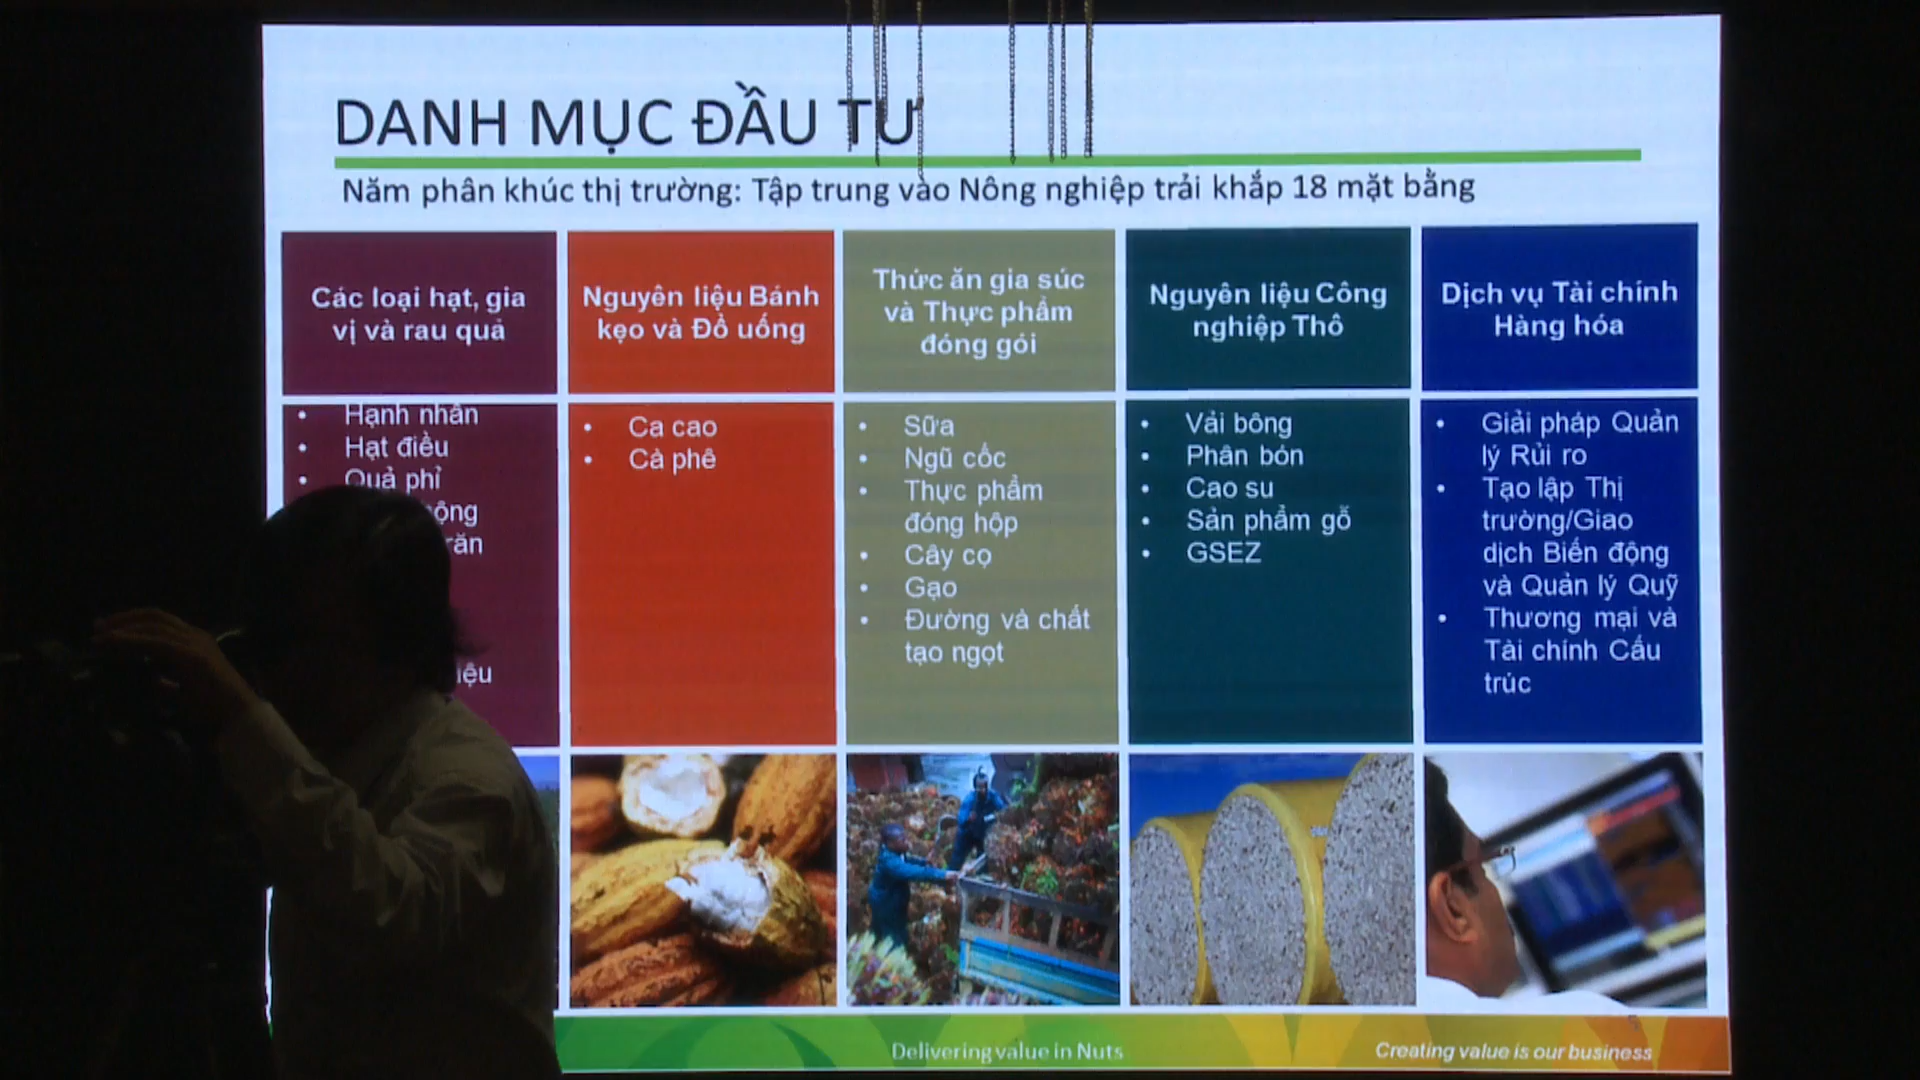 DANH MỤC ĐẦU TƯ
Năm phân khúc thị trường: Tập trung vào Nông nghiệp trải khắp 18 mặt bằng
Các loại hạt, gia
vị và rau quả
• Hạnh nhân
• Hạt điều
• Quả phỉ
Nguyên liệu Bánh
kẹo và Đồ uống
• Ca cao
• Cà phê
Thức ăn gia súc
và Thực phẩm
đóng gói
• Sữa
• Ngũ cốc
• Thực phẩm
đóng hộp
• Cây cọ
• Gạo
• Đường và chất
tạo ngọt
Nguyên liệu Công
nghiệp Thô
• Vải bông
• Phân bón
• Cao su
• Sản phẩm gỗ
• GSEZ
Dịch vụ Tài chính
Hàng hóa
• Giải pháp Quản
lý Rủi ro
• Tạo lập Thị
trường/Giao
dịch Biến động
và Quản lý Quỹ
• Thương mại và
Tài chính Cấu
trúc
Delivering value in Nuts
Creating value is our business